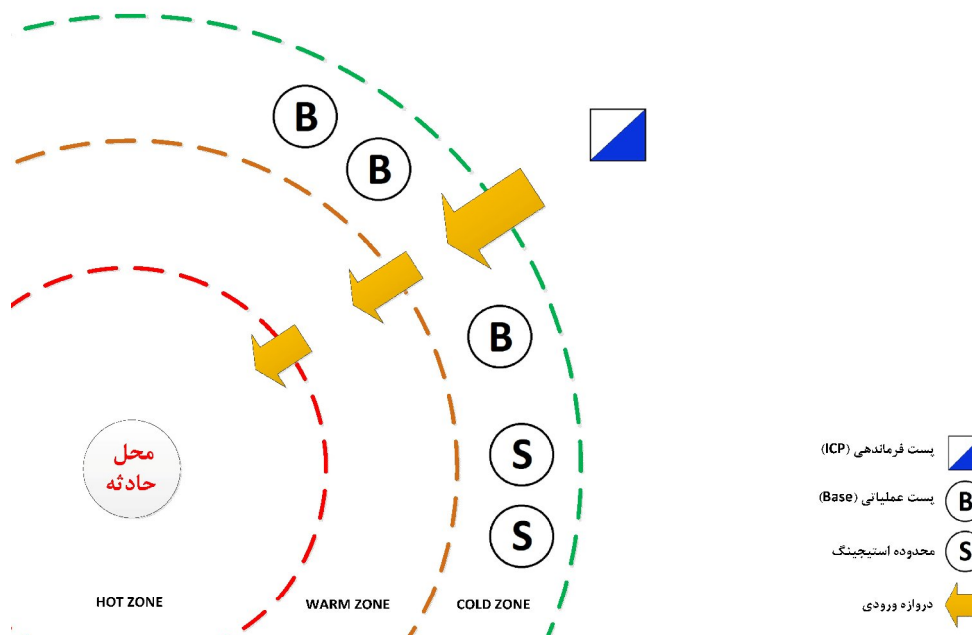 B
B
B
S
S
محل
حادثه
HOT ZONE
WARM ZONE
COLD ZONE
پست فرماندهی (ICP)
پست عملیاتی (Base)
B
محدوده استیجینگ
S
دروازه ورودی